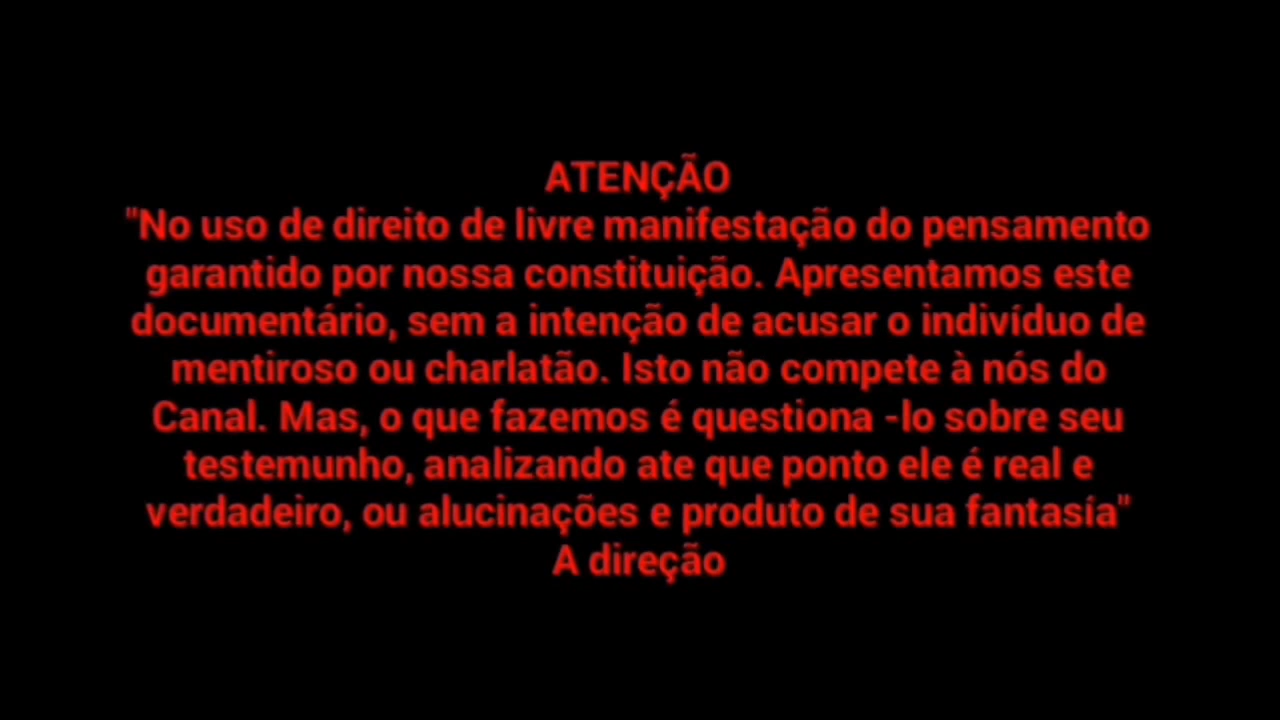 ATENÇÃO
"No uso de direito de livre manifestação do pensamento
garantido por nossa constituição. Apresentamos este
documentário, sem a intenção de acusar o indivíduo de
mentiroso ou charlatão. Isto não compete à nós do
Canal. Mas, o que fazemos é questiona -lo sobre seu
testemunho, analizando ate que ponto ele é real e
verdadeiro, ou alucinações e produto de sua fantasía"
A direção